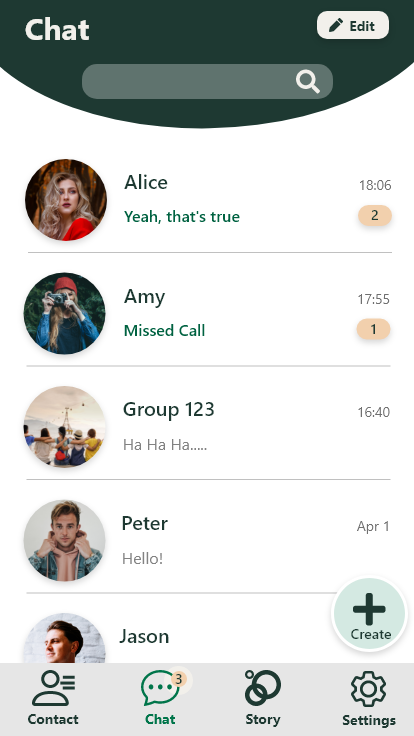 Chat
Edit
Alice
18:06
Yeah, that's true
2
Amy
17:55
Missed Call
1
Group 123
16:40
Ha Ha Ha.....
Peter
Apr 1
Hello!
Jason
Create
3
Contact
Chat
Story
Settings